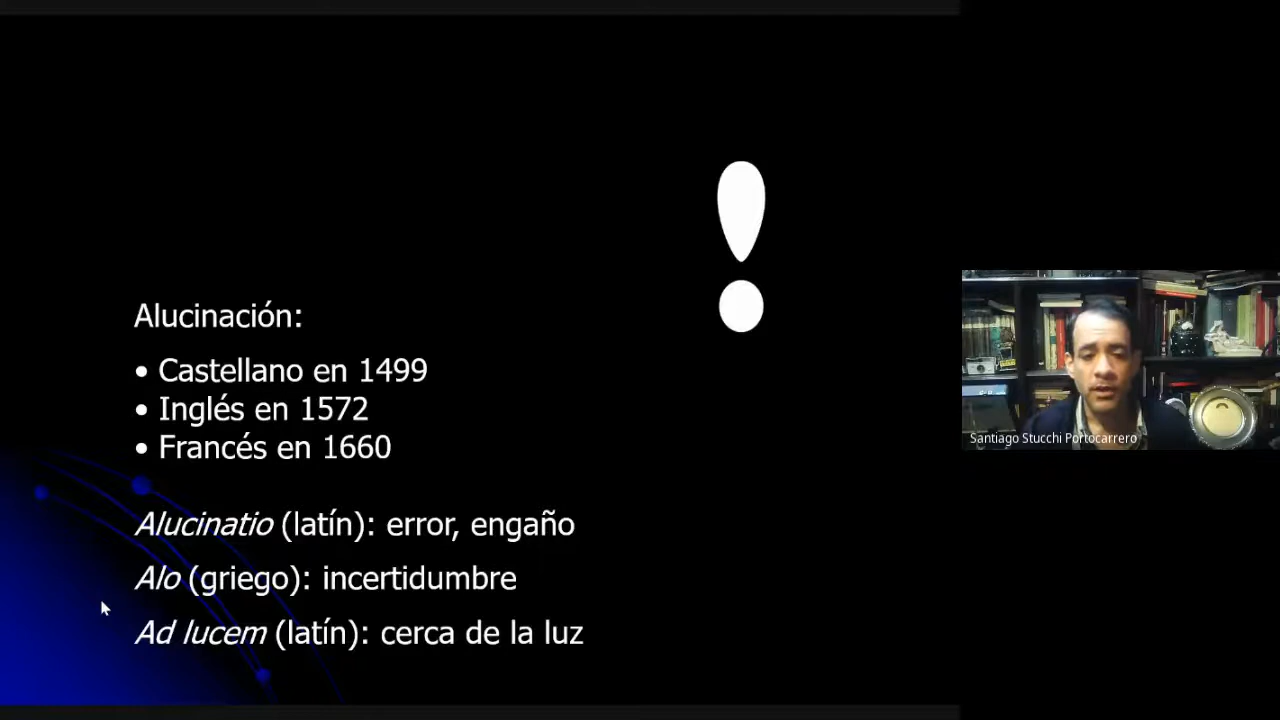 !
Alucinación:
• Castellano en 1499
• Inglés en 1572
• Francés en 1660
Alucinatio (latín): error, engaño
Alo (griego): incertidumbre
Ad lucem (latín): cerca de la luz
Santiago Stucchi Portocarrero